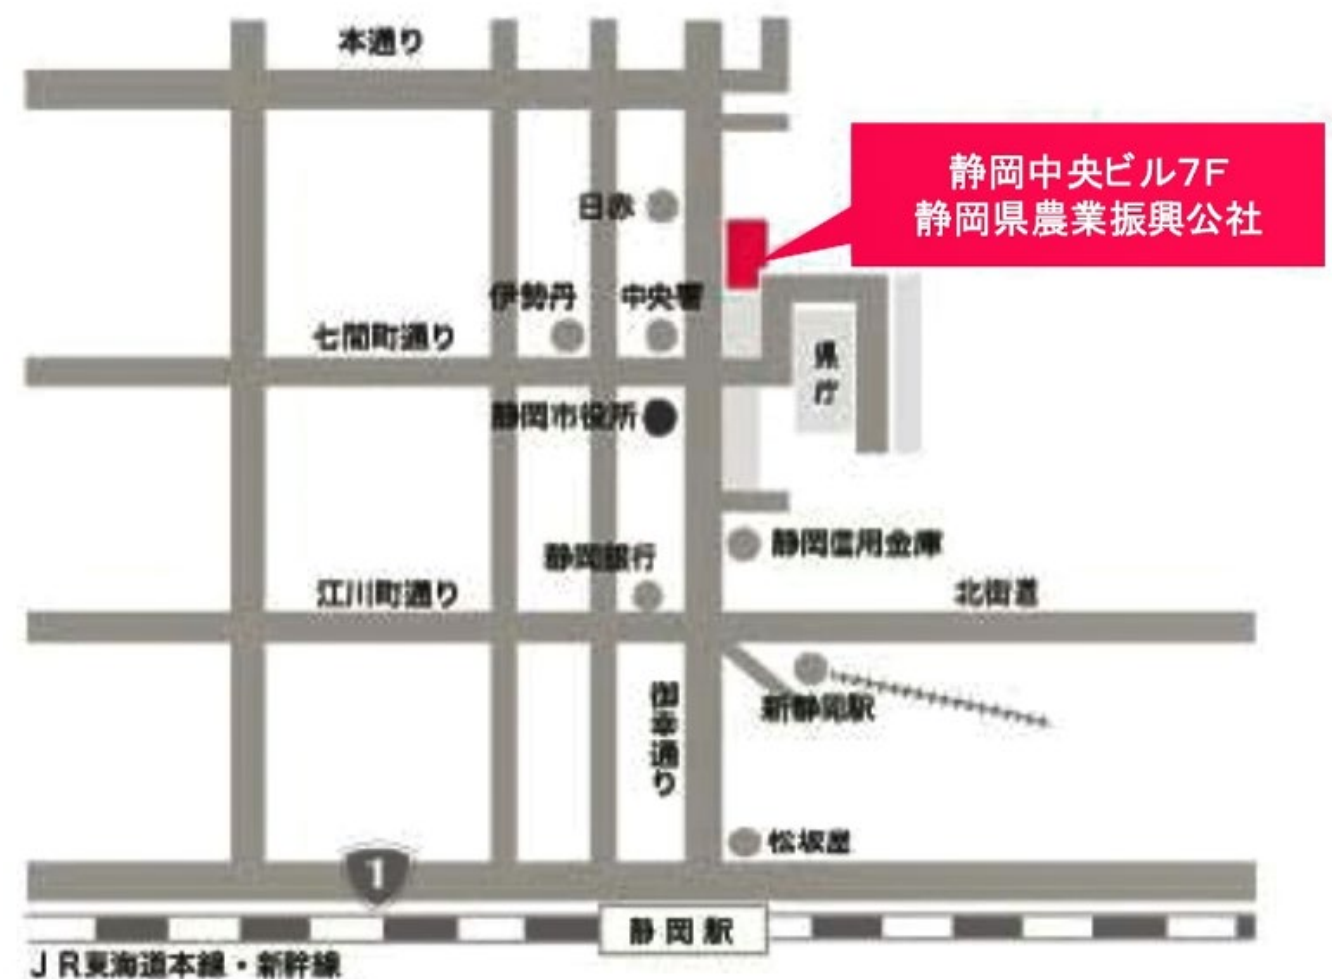 本通り
静岡中央ビル7F
静岡県農業振興公社
日赤
伊勢丹
中央署
七間町通り
県庁
静岡市役所
静岡信用金庫
静岡銀行
江川町通り
北街道
新静岡駅
御幸通り
松坂屋
1
静岡駅
JR東海道本線・新幹線